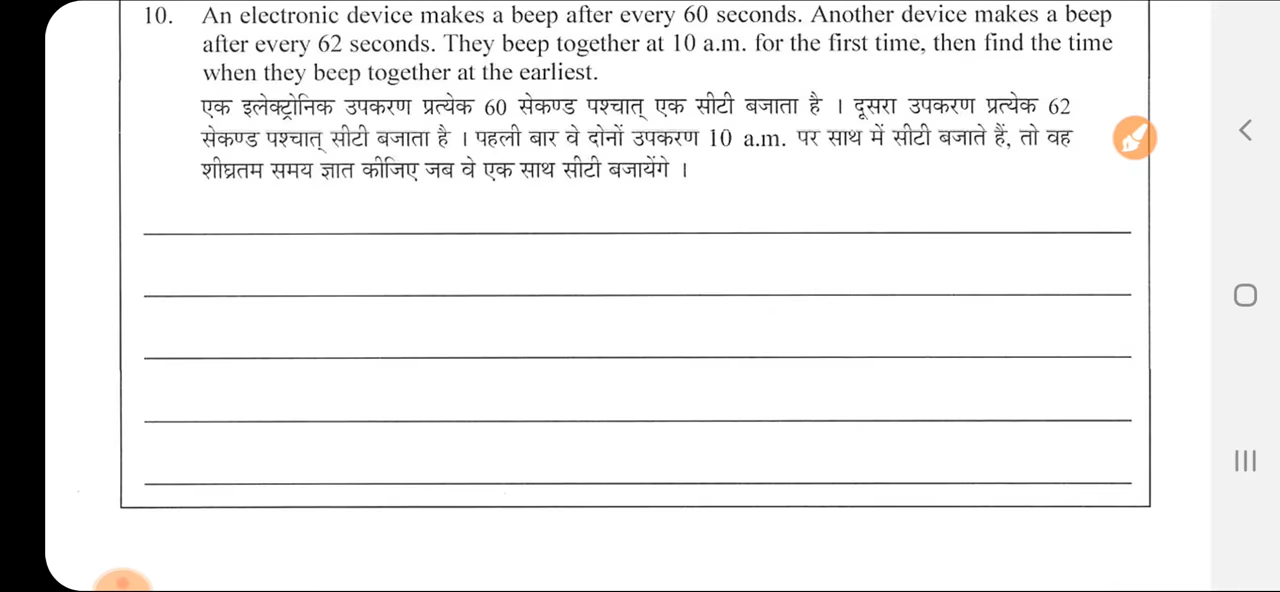 10. An electronic device makes a beep after every 60 seconds. Another device makes a beep
after every 62 seconds. They beep together at 10 a.m. for the first time, then find the time
when they beep together at the earliest.
एक इलेक्ट्रोनिक उपकरण प्रत्येक 60 सेकण्ड पश्चात् एक सीटी बजाता है । दूसरा उपकरण प्रत्येक 62
सेकण्ड पश्चात् सीटी बजाता है । पहली बार वे दोनों उपकरण 10 a.m. पर साथ में सीटी बजाते हैं, तो वह
शीघ्रतम समय ज्ञात कीजिए जब वे एक साथ सीटी बजायेंगे ।